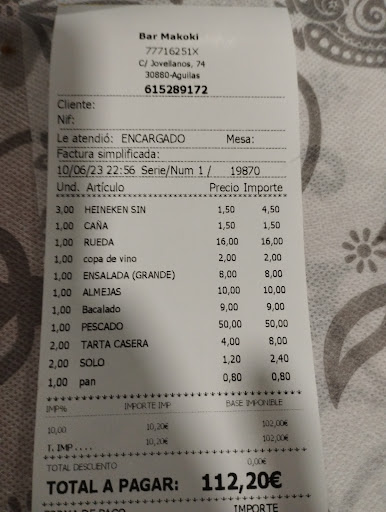 Bar Makoki
77716251X
C/ Jovellanos, 74
30880-Aguilas
615289172
Cliente:
Nif:
Le atendió: ENCARGADO Mesa:
Factura simplificada:
10/06/23 22:56 Serie/Num 1 / 19870
Und. Artículo Precio Importe
3,00 HEINEKEN SIN 1,50 4,50
1,00 CAÑA 1,50 1,50
1,00 RUEDA 16,00 16,00
1,00 copa de vino 2,00 2,00
1,00 ENSALADA (GRANDE) 8,00 8,00
1,00 ALMEJAS 10,00 10,00
1,00 Bacalado 9,00 9,00
1,00 PESCADO 50,00 50,00
2,00 TARTA CASERA 4,00 8,00
2,00 SOLO 1,20 2,40
1,00 pan 0,80 0,80
IMP% IMPORTE IMP BASE IMPONIBLE
10,00 10,20€ 102,00€
T. IMP.... 10,20€ 102,00€
TOTAL DESCUENTO 0,00€
TOTAL A PAGAR: 112,20€
FORMA DE PAGO IMPORTE